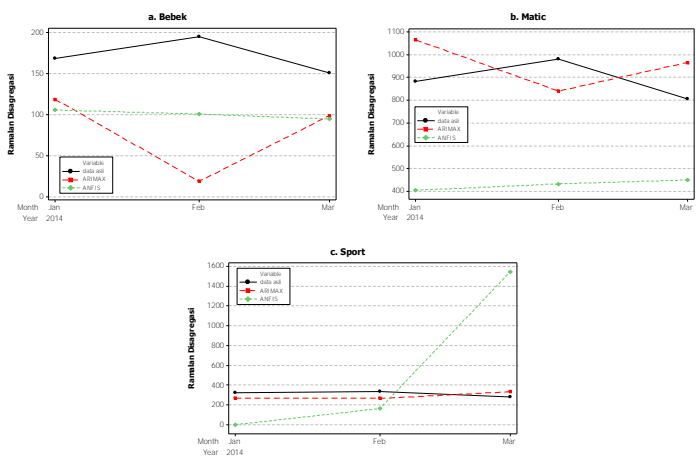 a. Bebek
Ramalan Disagregasi
200
150
100
50
0
Variable
data asli
ARIMAX
ANFIS
Month Jan Feb Mar
Year 2014
b. Matic
Ramalan Disagregasi
1100
1000
900
800
700
600
500
400
Variable
data asli
ARIMAX
ANFIS
Month Jan Feb Mar
Year 2014
c. Sport
Ramalan Disagregasi
1600
1400
1200
1000
800
600
400
200
0
Variable
data asli
ARIMAX
ANFIS
Month Jan Feb Mar
Year 2014